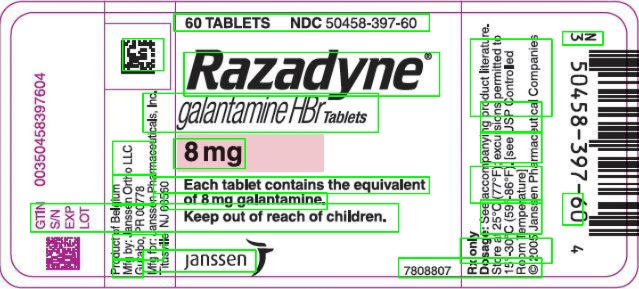 60 TABLETS NDC 50458-397-60
Razadyne®
galantamine HBr Tablets
8 mg
Each tablet contains the equivalent
of 8 mg galantamine.
Keep out of reach of children.
janssen
7808807
GTIN 00350458397604
S/N
EXP
LOT
Product of Belgium
Mfg by: Janssen Ortho LLC
Gurabo, PR 00778
Mfg for: Janssen Pharmaceuticals, Inc.
Titusville, NJ 08560
Rx only
Dosage: See accompanying product literature.
Store at 25°C (77°F); excursions permitted to
15°-30°C (59°-86°F). [see USP Controlled
Room Temperature]
Janssen Pharmaceutical Companies
N
3 50458-397-60 4